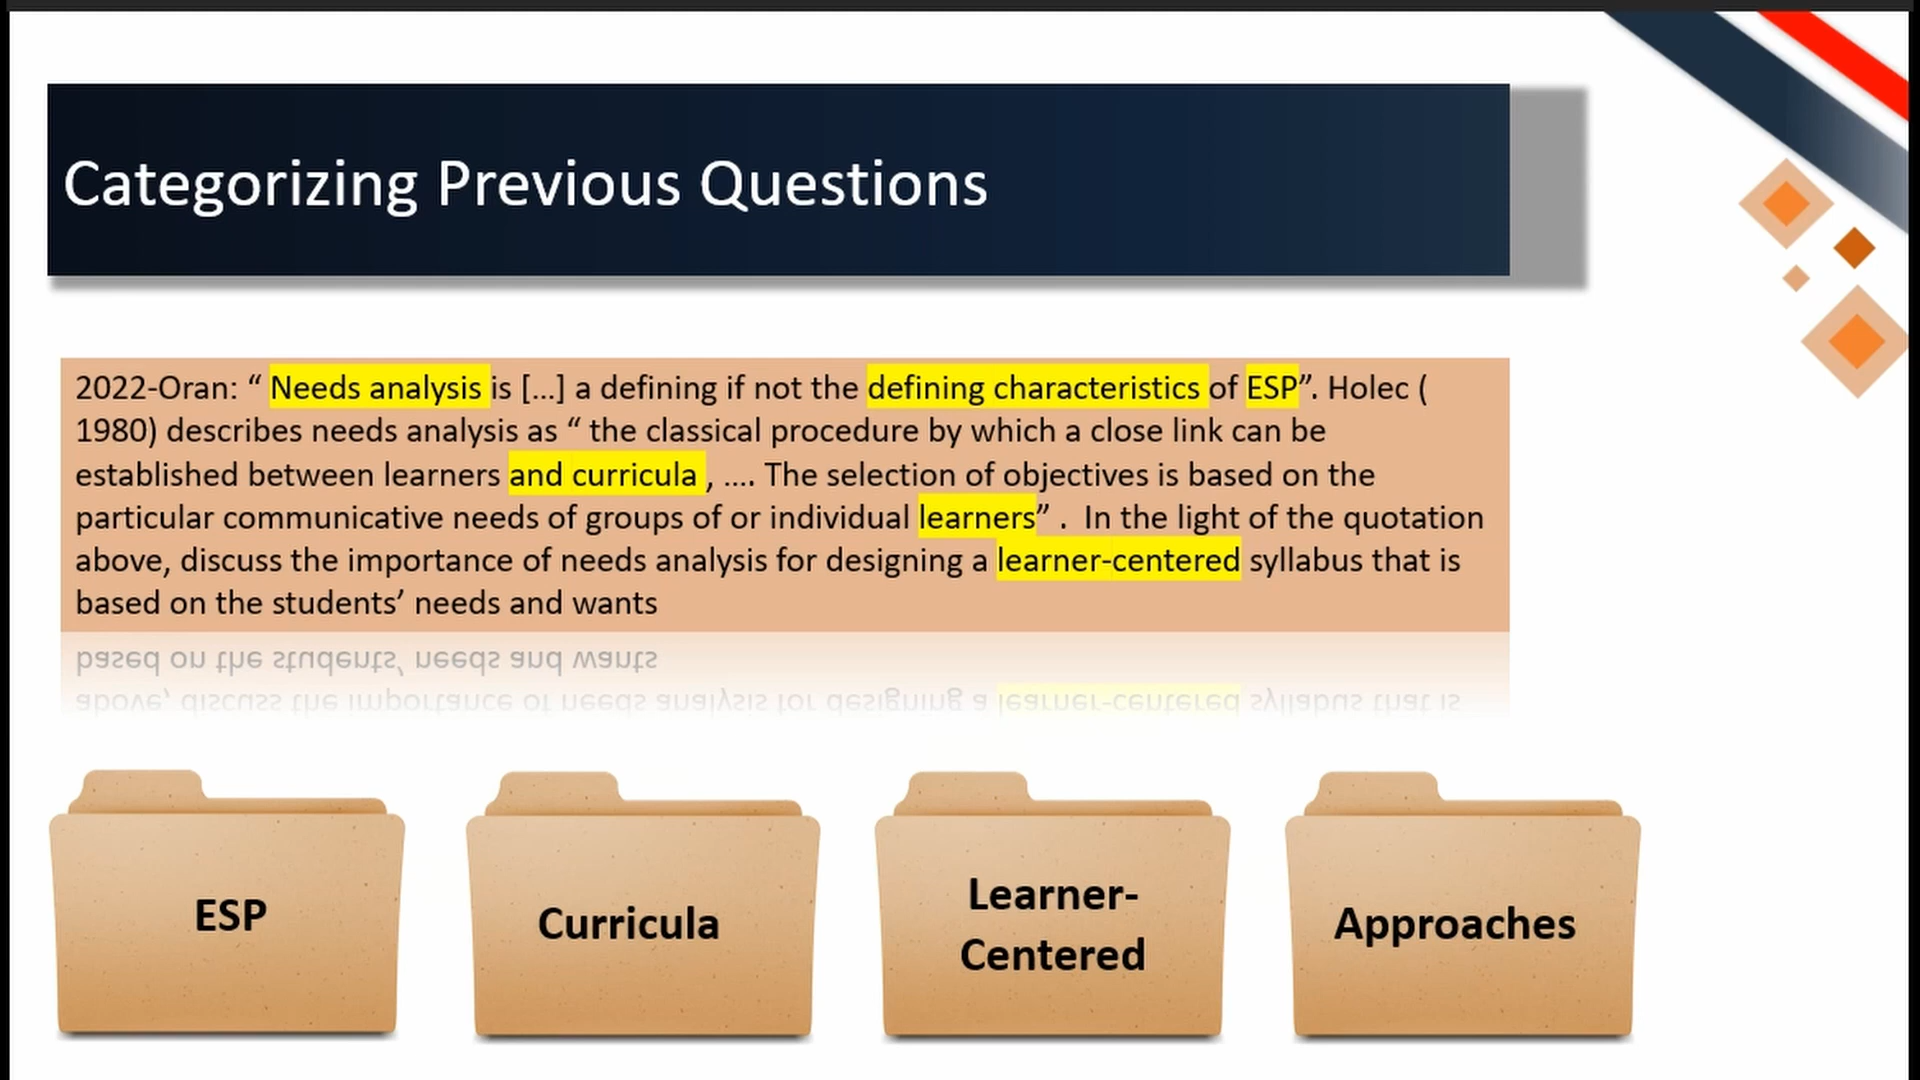 Categorizing Previous Questions
2022-Oran: “ Needs analysis is [...] a defining if not the defining characteristics of ESP”. Holec (
1980) describes needs analysis as “ the classical procedure by which a close link can be
established between learners and curricula , .... The selection of objectives is based on the
particular communicative needs of groups of or individual learners” .  In the light of the quotation
above, discuss the importance of needs analysis for designing a learner-centered syllabus that is
based on the students’ needs and wants
ESP
Curricula
Learner-
Centered
Approaches